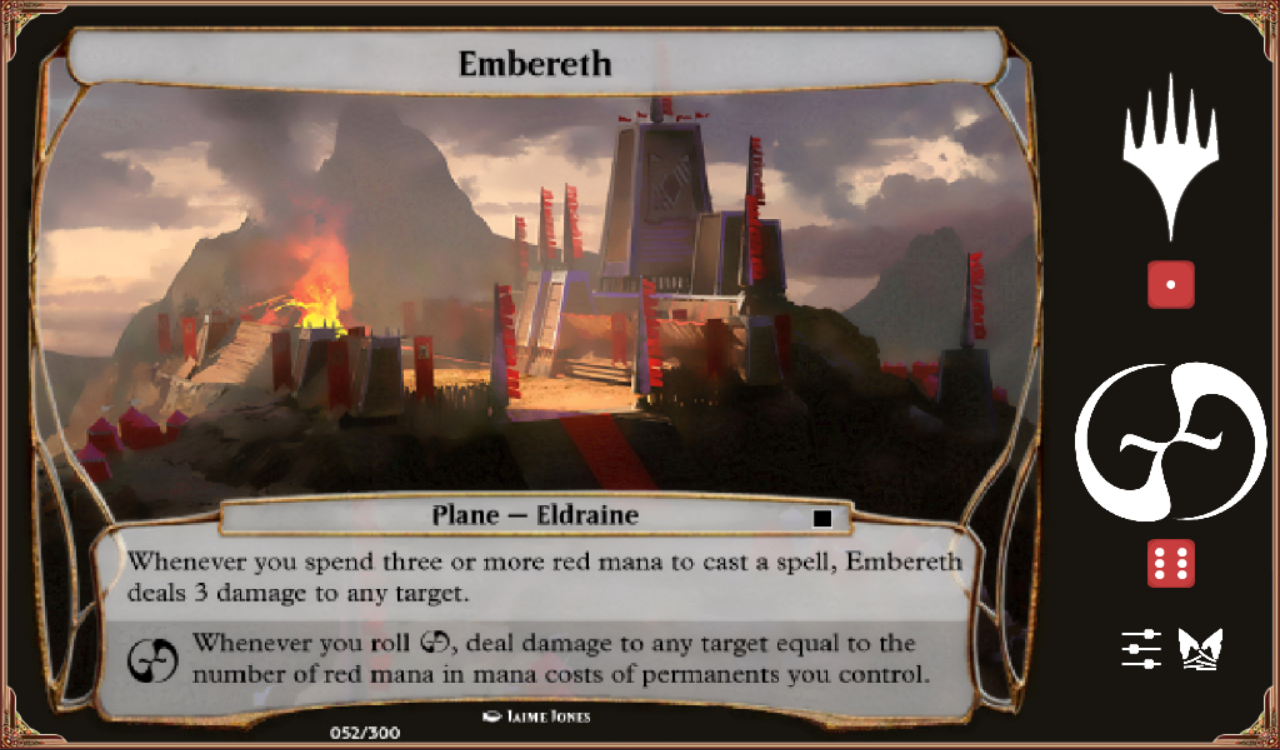 Embereth
Plane — Eldraine
Whenever you spend three or more red mana to cast a spell, Embereth
deals 3 damage to any target.
Whenever you roll , deal damage to any target equal to the
number of red mana in mana costs of permanents you control.
Jaime Jones
052/300